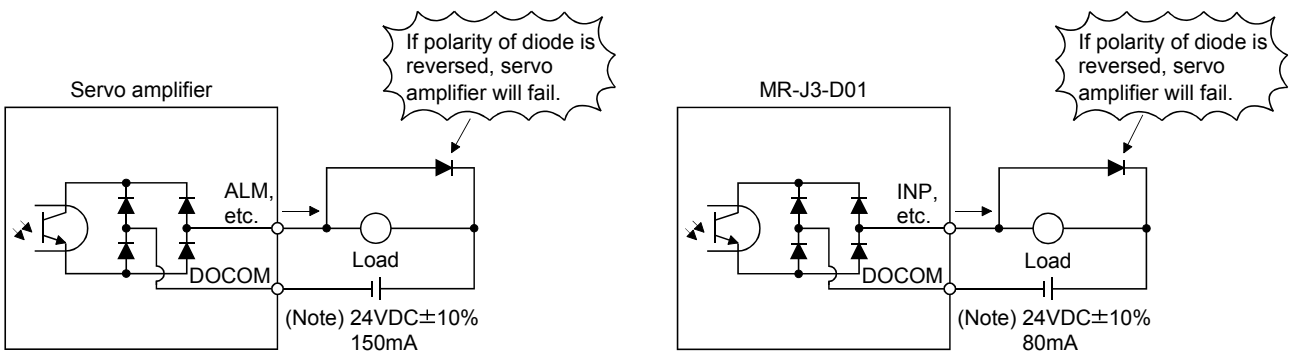 If polarity of diode is
reversed, servo
amplifier will fail.
Servo amplifier
ALM,
etc.
Load
DOCOM
(Note) 24VDC±10%
150mA
If polarity of diode is
reversed, servo
amplifier will fail.
MR-J3-D01
INP,
etc.
Load
DOCOM
(Note) 24VDC±10%
80mA